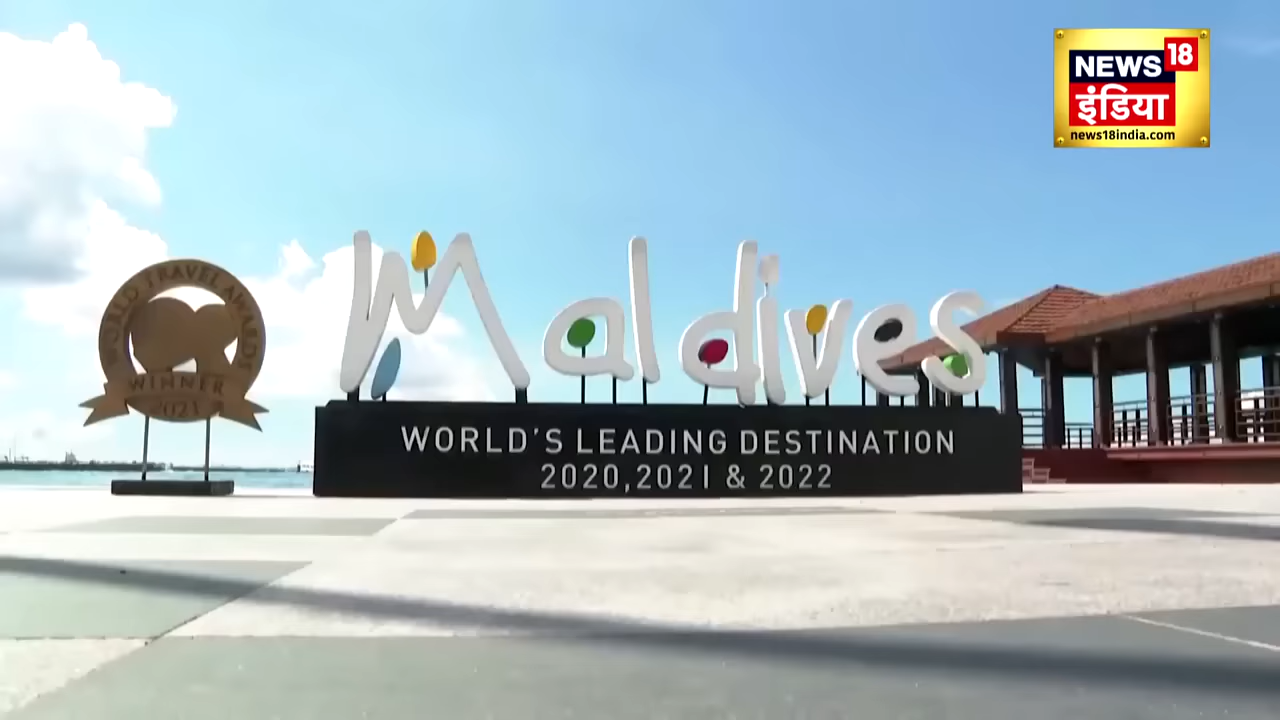 NEWS 18
इंडिया
news18india.com
Maldives
WORLD TRAVEL AWARDS
WINNER
2021
WORLD'S LEADING DESTINATION
2020,2021 & 2022